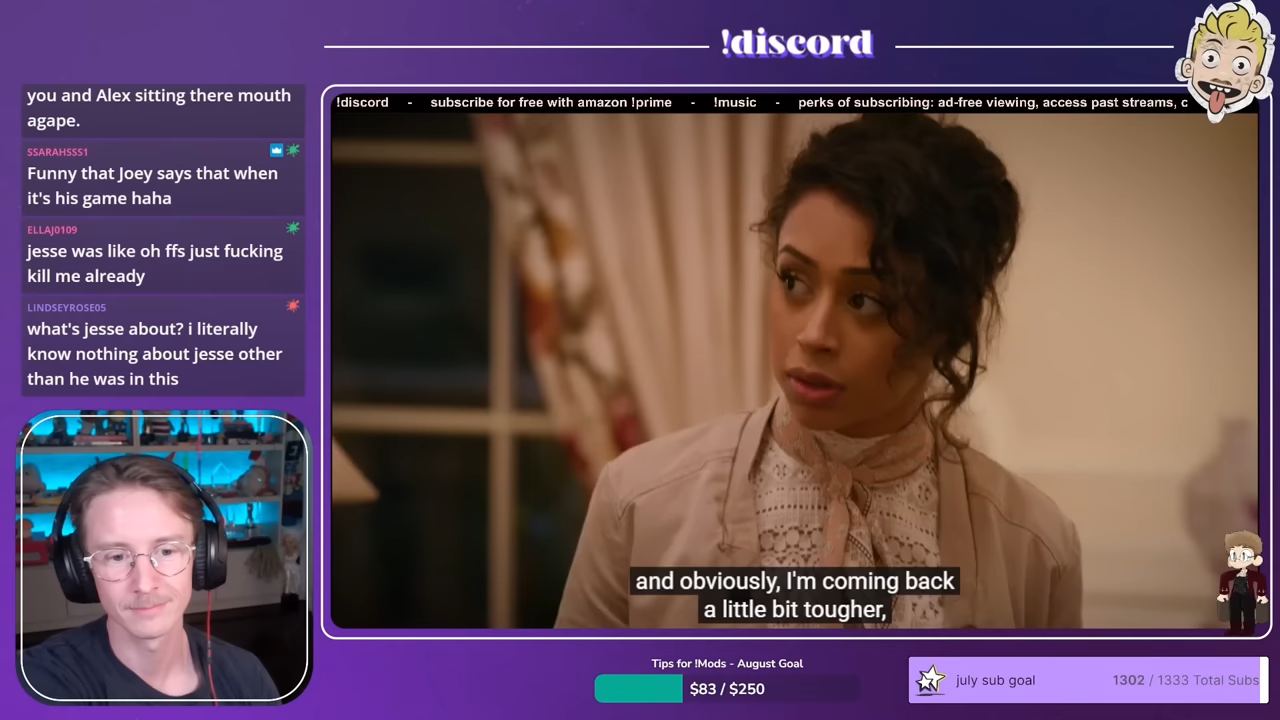 !discord
!discord - subscribe for free with amazon !prime - !music - perks of subscribing: ad-free viewing, access past streams, c
you and Alex sitting there mouth
agape.
SSARAHSSS1
Funny that Joey says that when
it's his game haha
ELLAJ0109
jesse was like oh ffs just fucking
kill me already
LINDSEYROSE05
what's jesse about? i literally
know nothing about jesse other
than he was in this
and obviously, I'm coming back
a little bit tougher,
Tips for !Mods - August Goal
$83 / $250
july sub goal
1302 / 1333 Total Subs